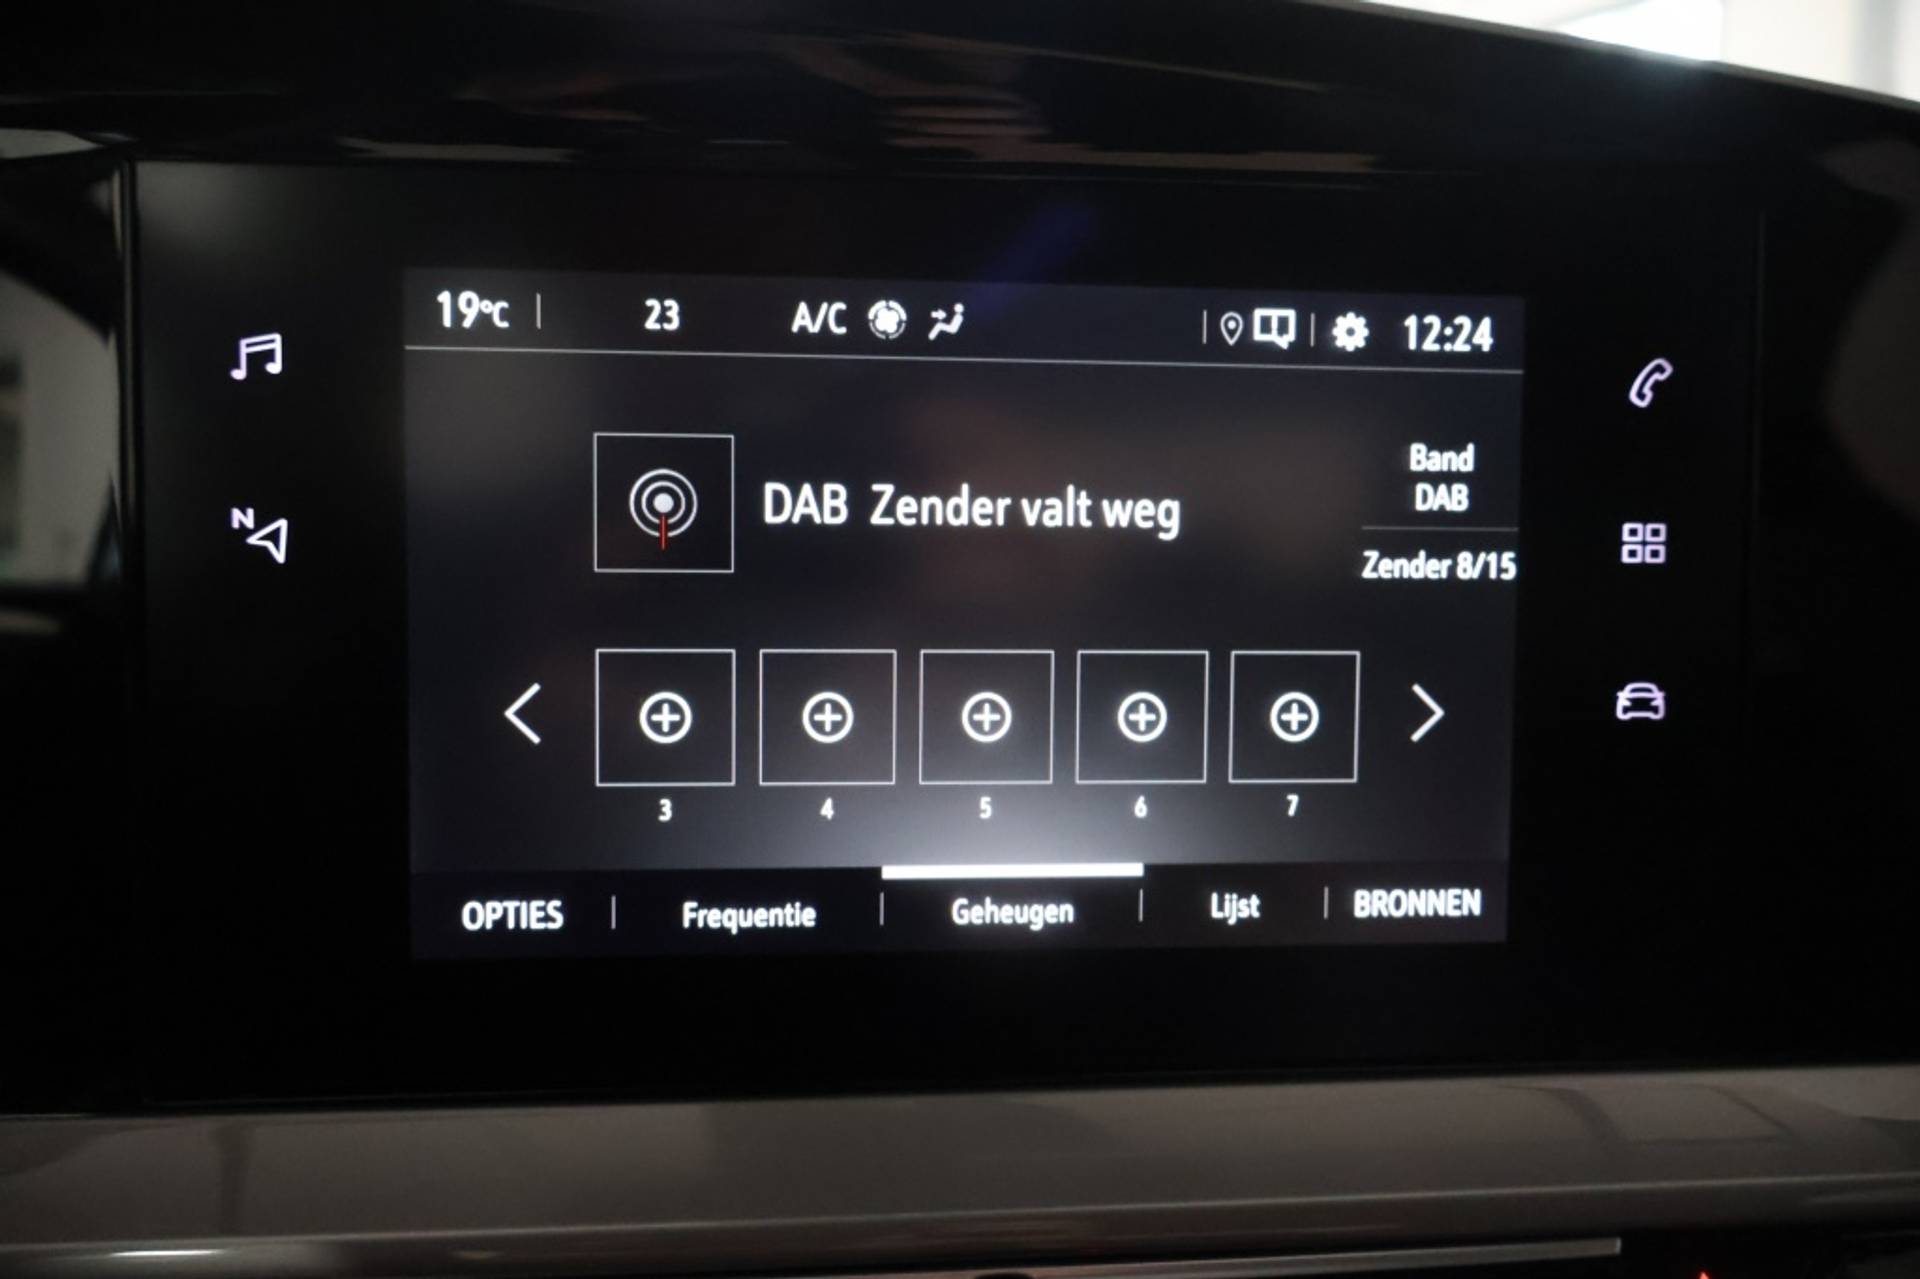 19°C 23 A/C 12:24
N
DAB Zender valt weg
Band
DAB
Zender 8/15
3 4 5 6 7
OPTIES Frequentie Geheugen Lijst BRONNEN